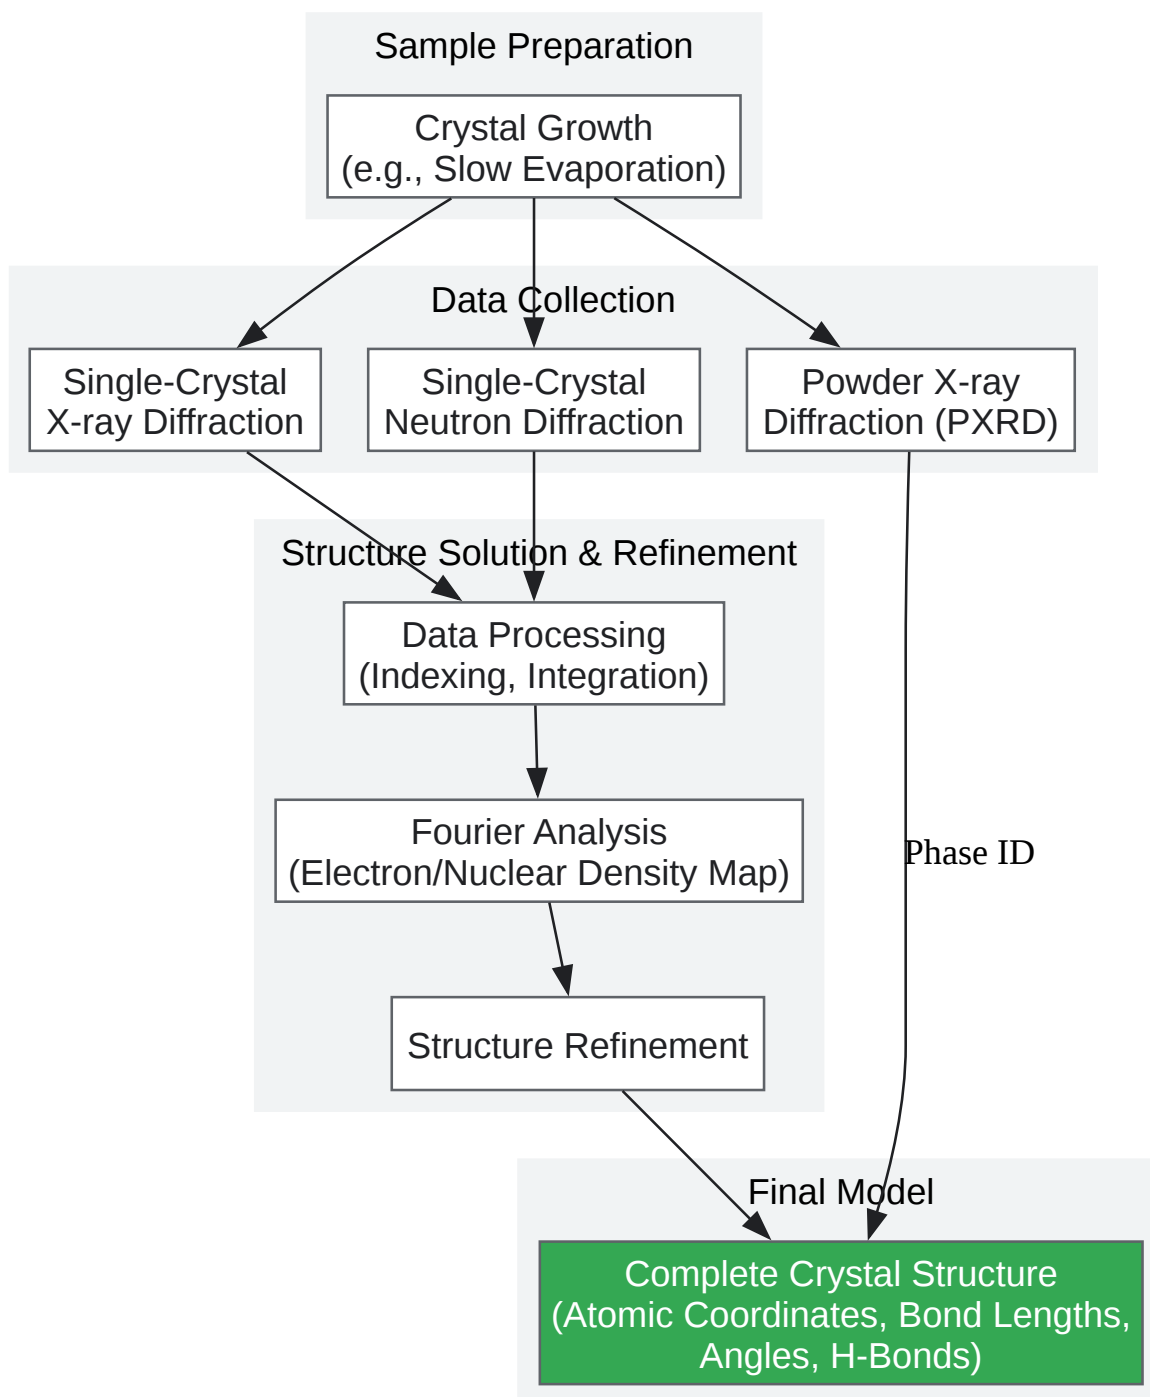 Sample Preparation
Crystal Growth
(e.g., Slow Evaporation)
Data Collection
Single-Crystal
X-ray Diffraction
Single-Crystal
Neutron Diffraction
Powder X-ray
Diffraction (PXRD)
Structure Solution & Refinement
Data Processing
(Indexing, Integration)
Fourier Analysis
(Electron/Nuclear Density Map)
Phase ID
Structure Refinement
Final Model
Complete Crystal Structure
(Atomic Coordinates, Bond Lengths,
Angles, H-Bonds)